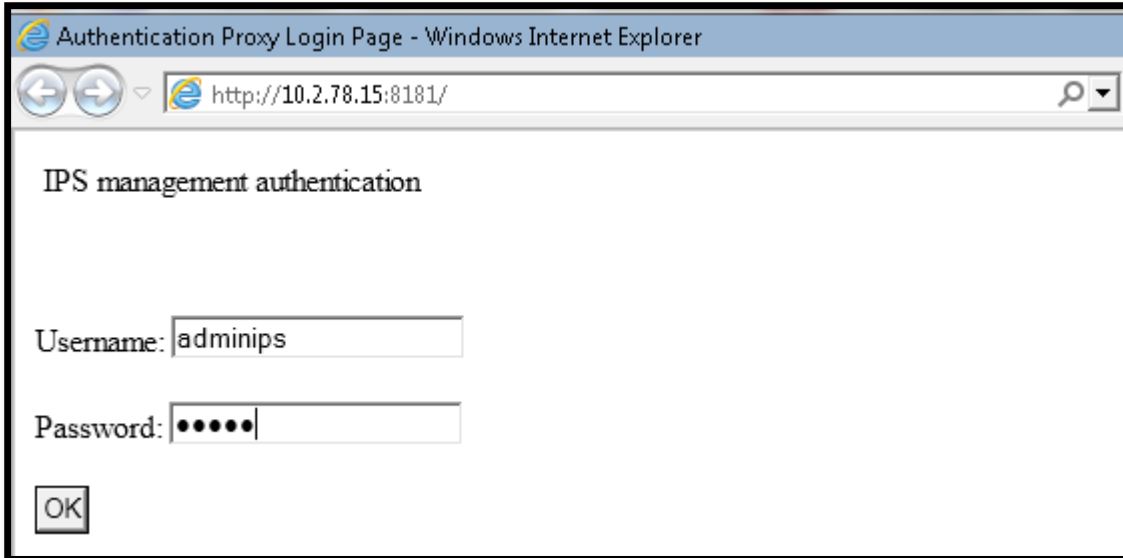 Authentication Proxy Login Page - Windows Internet Explorer
http://10.2.78.15:8181/
IPS management authentication
Username: adminips
Password: •••••
OK